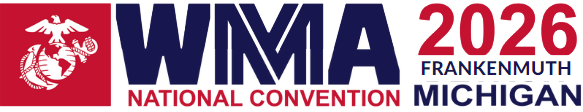 WMA
NATIONAL CONVENTION
2026
FRANKENMUTH
MICHIGAN